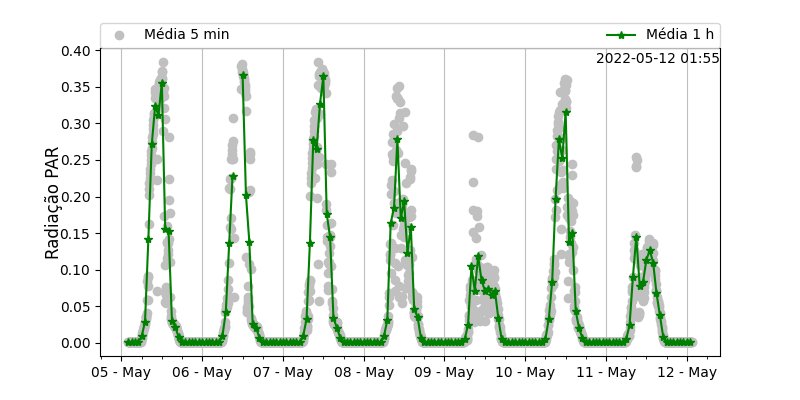 Média 5 min
Média 1 h
2022-05-12 01:55
Radiação PAR
0.40
0.35
0.30
0.25
0.20
0.15
0.10
0.05
0.00
05 - May
06 - May
07 - May
08 - May
09 - May
10 - May
11 - May
12 - May